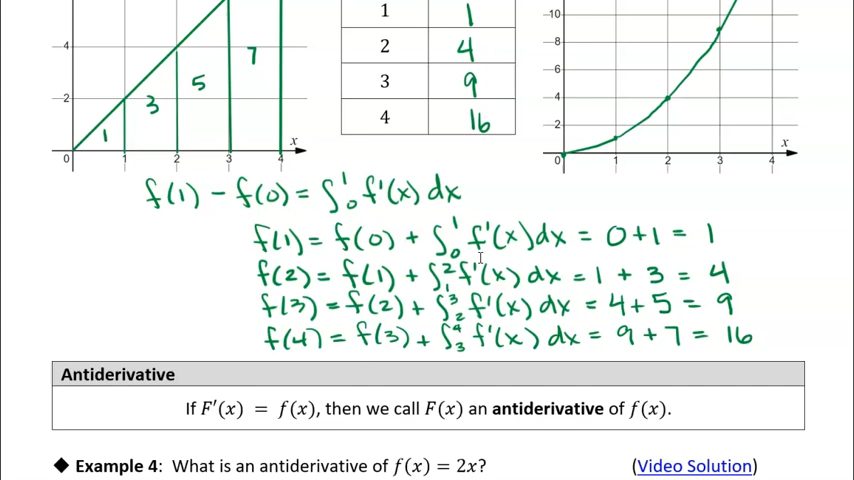 4
2
0
1
2
3
4
x
1
3
5
7
1 1
2 4
3 9
4 16
10
8
6
4
2
0
1
2
3
4
x
f(1) − f(0) = ∫₀¹ f'(x) dx
f(1) = f(0) + ∫₀¹ f'(x) dx = 0 + 1 = 1
f(2) = f(1) + ∫₁² f'(x) dx = 1 + 3 = 4
f(3) = f(2) + ∫₂³ f'(x) dx = 4 + 5 = 9
f(4) = f(3) + ∫₃⁴ f'(x) dx = 9 + 7 = 16
Antiderivative
If F′(x) = f(x), then we call F(x) an antiderivative of f(x).
◆ Example 4: What is an antiderivative of f(x) = 2x? (Video Solution)